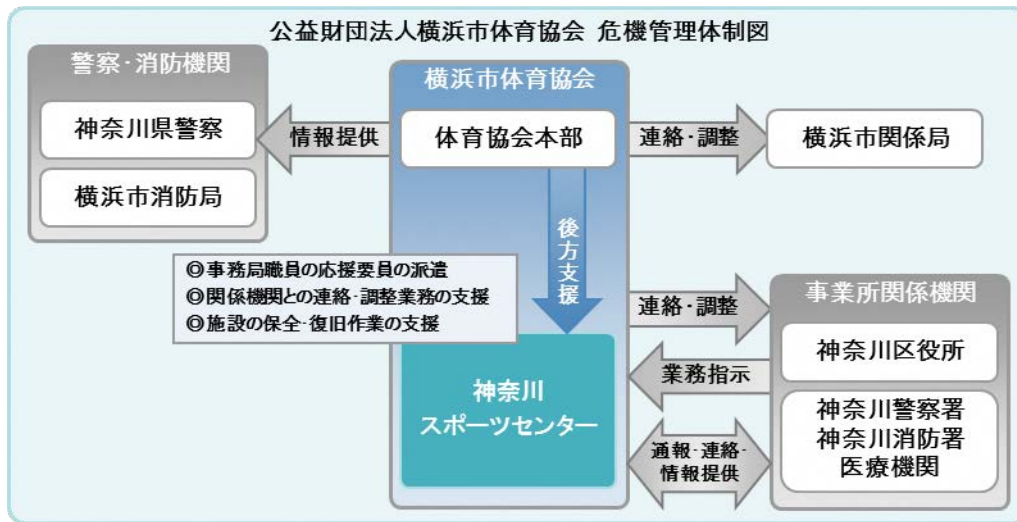 公益財団法人横浜市体育協会 危機管理体制図
警察・消防機関
神奈川県警察
横浜市消防局
情報提供
横浜市体育協会
体育協会本部
連絡・調整
横浜市関係局
後方支援
◎事務局職員の応援要員の派遣
◎関係機関との連絡・調整業務の支援
◎施設の保全・復旧作業の支援
神奈川
スポーツセンター
連絡・調整
業務指示
通報・連絡・
情報提供
事業所関係機関
神奈川区役所
神奈川警察署
神奈川消防署
医療機関